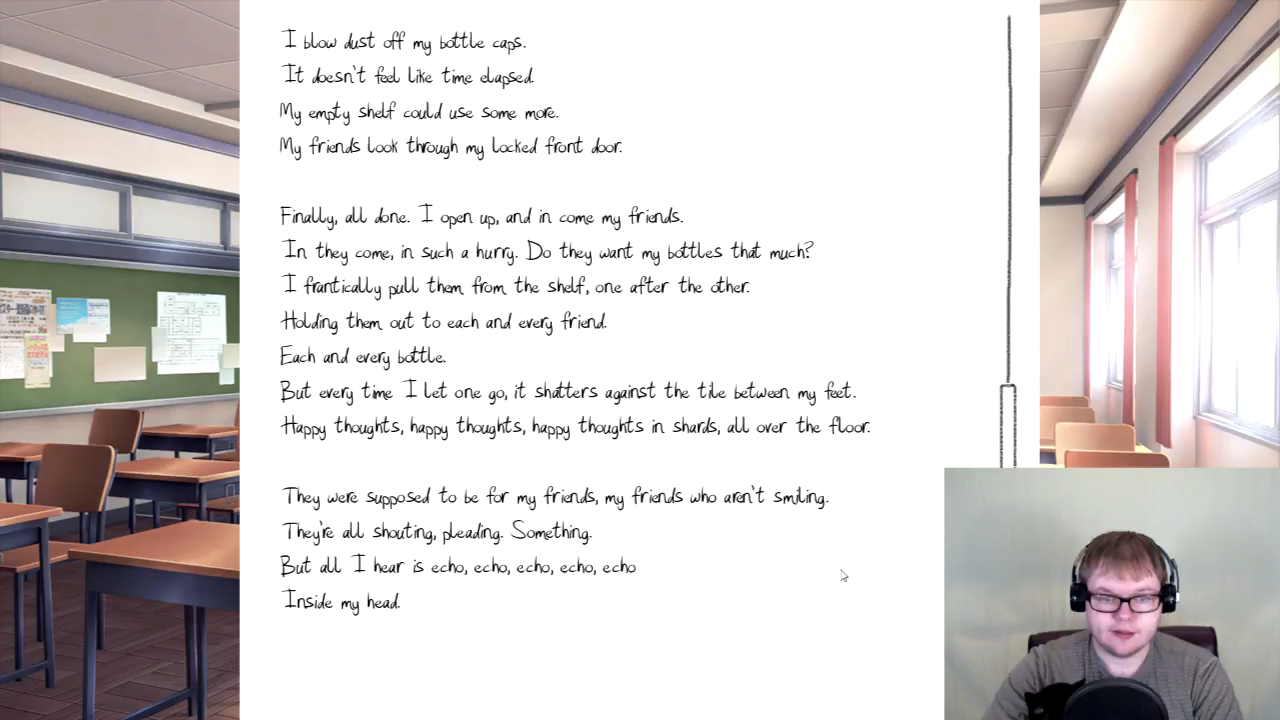 I blow dust off my bottle caps.
It doesn't feel like time elapsed.
My empty shelf could use some more.
My friends look through my locked front door.
Finally, all done. I open up, and in come my friends.
In they come, in such a hurry. Do they want my bottles that much?
I frantically pull them from the shelf, one after the other.
Holding them out to each and every friend.
Each and every bottle.
But every time I let one go, it shatters against the tile between my feet.
Happy thoughts, happy thoughts, happy thoughts in shards, all over the floor.
They were supposed to be for my friends, my friends who aren't smiling.
They're all shouting, pleading. Something.
But all I hear is echo, echo, echo, echo, echo
Inside my head.